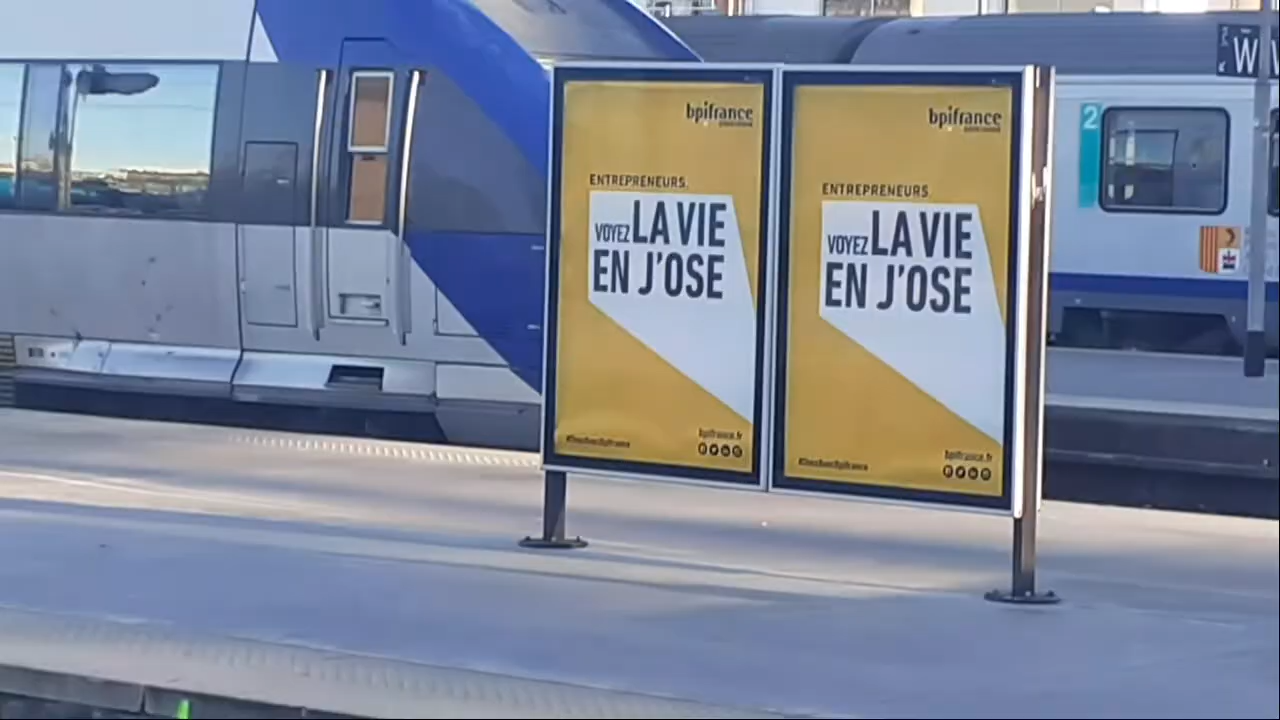 bpifrance
ENTREPRENEURS,
VOYEZ LA VIE
EN J'OSE
bpifrance.fr
bpifrance
ENTREPRENEURS,
VOYEZ LA VIE
EN J'OSE
bpifrance.fr
2
W